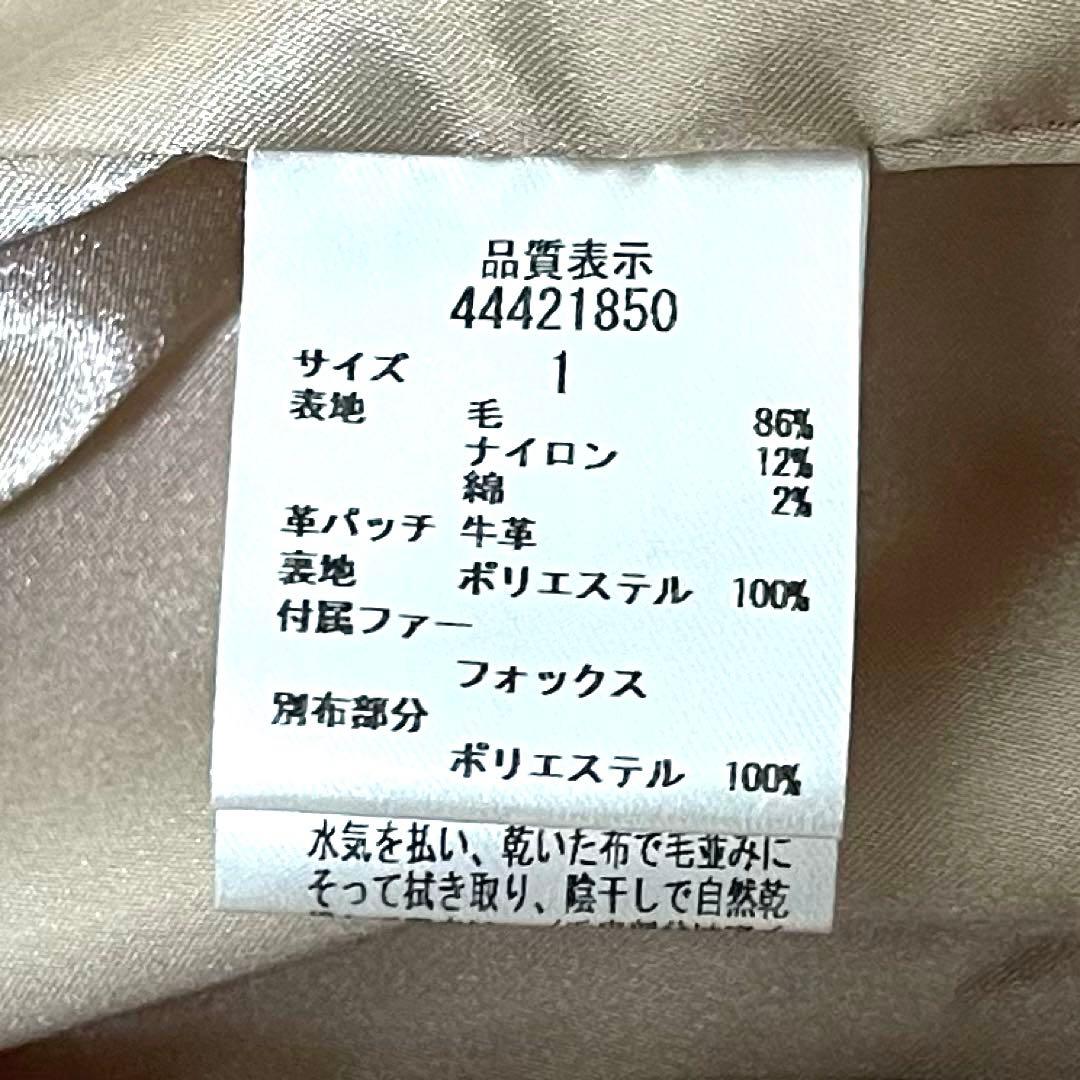 品質表示
44421850
サイズ 1
表地 毛 86%
ナイロン 12%
綿 2%
革パッチ 牛革
裏地 ポリエステル 100%
付属ファー
フォックス
別布部分
ポリエステル 100%
水気を払い、乾いた布で毛並みに
そって拭き取り、陰干しで自然乾